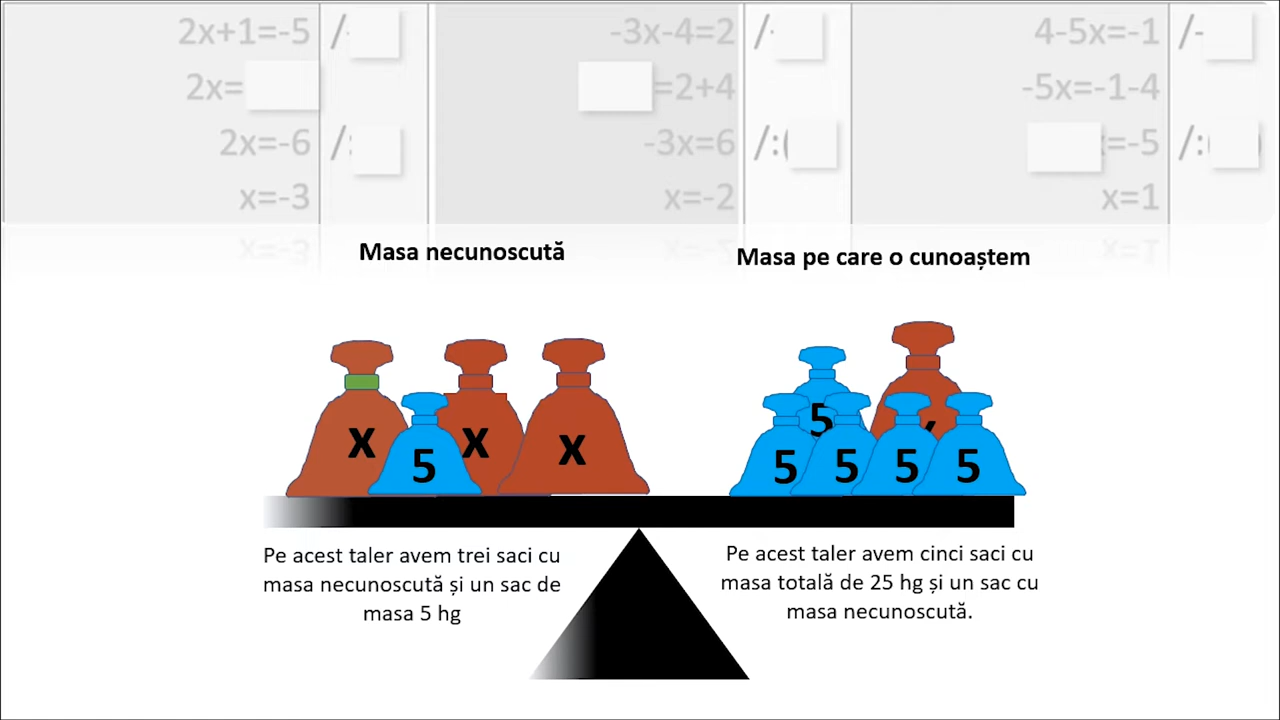 2x+1=-5 /- -3x-4=2 /- 4-5x=-1 /-
2x= =2+4 -5x=-1-4
2x=-6 /: -3x=6 /:( =-5 /:(
x=-3 x=-2 x=1
Masa necunoscută
Masa pe care o cunoaștem
x 5 x x
5 5 5 5 5
Pe acest taler avem trei saci cu
masa necunoscută și un sac de
masa 5 hg
Pe acest taler avem cinci saci cu
masa totală de 25 hg și un sac cu
masa necunoscută.